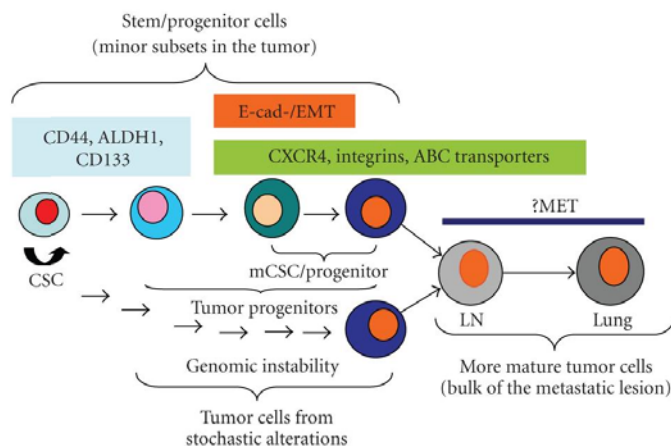 Stem/progenitor cells
(minor subsets in the tumor)
E-cad-/EMT
CD44, ALDH1,
CD133
CXCR4, integrins, ABC transporters
?MET
CSC
mCSC/progenitor
Tumor progenitors
LN
Lung
Genomic instability
More mature tumor cells
(bulk of the metastatic lesion)
Tumor cells from
stochastic alterations